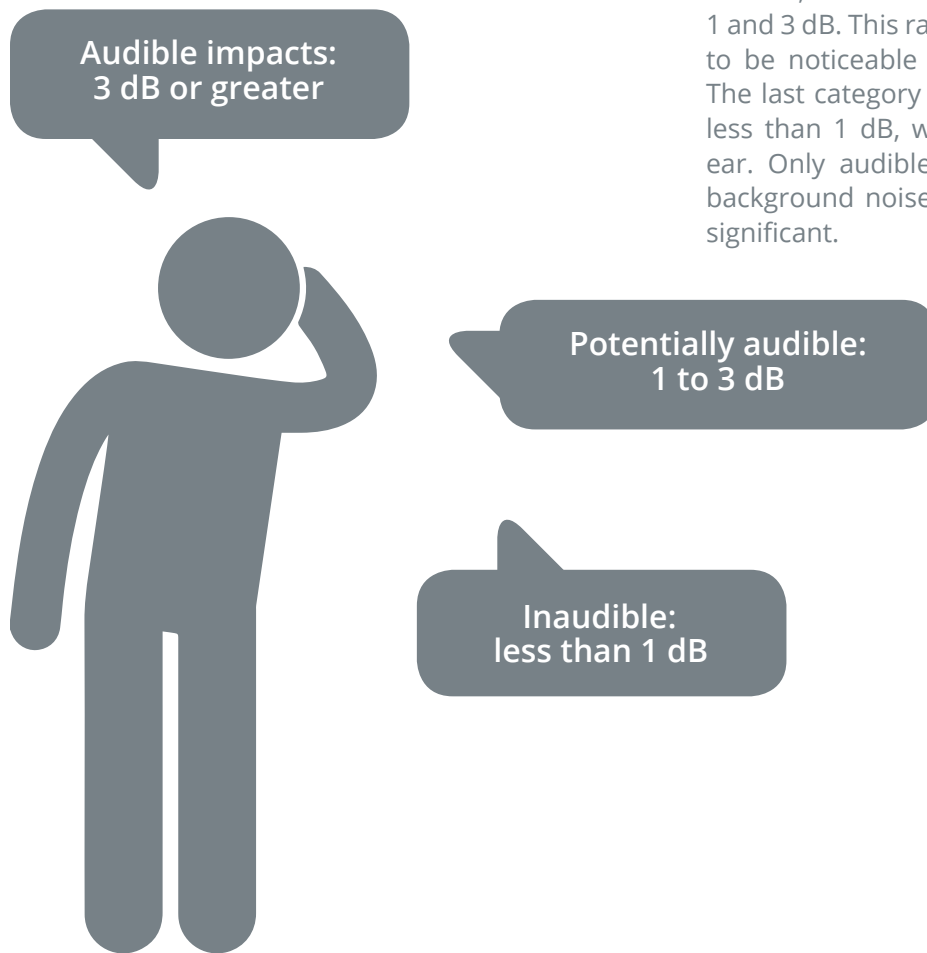 Audible impacts:
3 dB or greater
1 and 3 dB. This
to be noticeable
The last category
less than 1 dB,
ear. Only audible
background noise
significant.
Potentially audible:
1 to 3 dB
Inaudible:
less than 1 dB